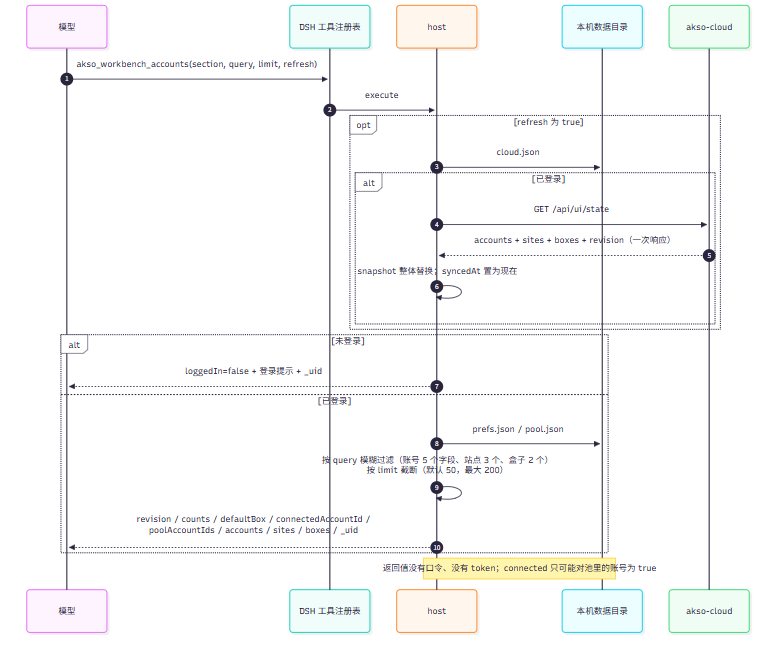 模型
DSH 工具注册表
host
本机数据目录
akso-cloud
akso_workbench_accounts(section, query, limit, refresh)
1
execute
2
opt
[refresh 为 true]
cloud.json
3
alt
[已登录]
GET /api/ui/state
4
accounts + sites + boxes + revision（一次响应）
5
snapshot 整体替换；syncedAt 置为现在
6
alt
[未登录]
loggedIn=false + 登录提示 + _uid
7
[已登录]
prefs.json / pool.json
8
按 query 模糊过滤（账号 5 个字段、站点 3 个、盒子 2 个）
按 limit 截断（默认 50，最大 200）
9
revision / counts / defaultBox / connectedAccountId /
poolAccountIds / accounts / sites / boxes / _uid
10
返回值没有口令、没有 token；connected 只可能对池里的账号为 true
模型
DSH 工具注册表
host
本机数据目录
akso-cloud